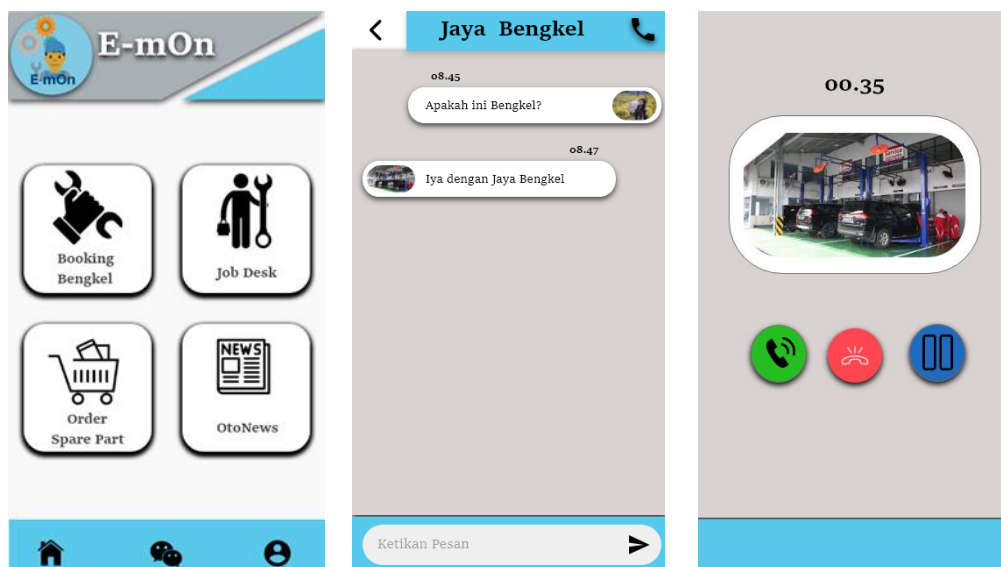 E-mOn
E-mOn
Booking
Bengkel
Job Desk
Order
Spare Part
NEWS
OtoNews
Jaya Bengkel
08.45
Apakah ini Bengkel?
08.47
Iya dengan Jaya Bengkel
Ketikan Pesan
00.35